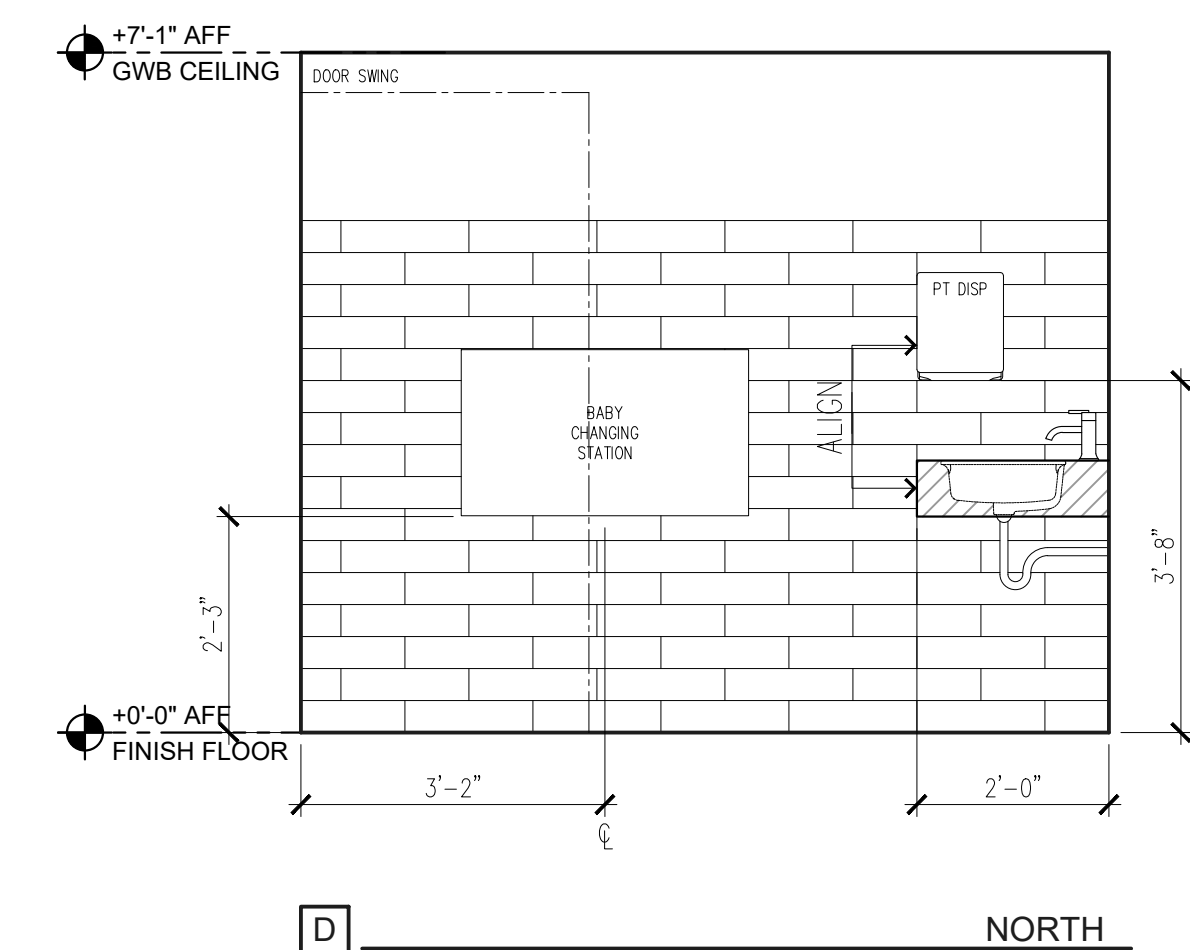 +7'-1" AFF
GWB CEILING
DOOR SWING
PT DISP
ALIGN
BABY
CHANGING
STATION
2'-3"
3'-8"
+0'-0" AFF
FINISH FLOOR
3'-2"
2'-0"
℄
D
NORTH